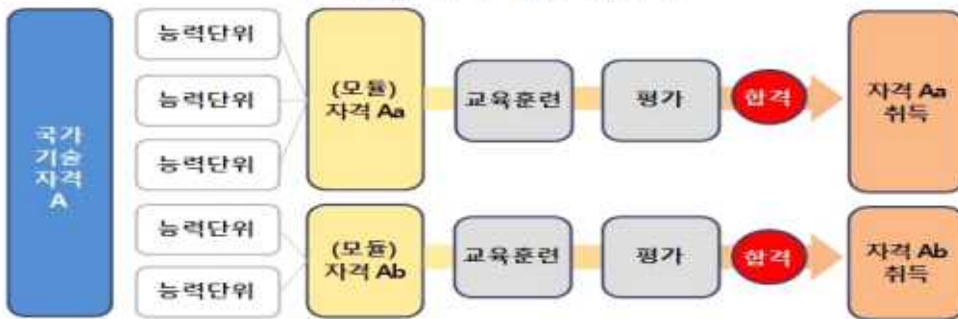 국가
기술
자격
A
능력단위
능력단위
능력단위
능력단위
능력단위
(모듈)
자격 Aa
교육훈련
평가
합격
자격 Aa
취득
(모듈)
자격 Ab
교육훈련
평가
합격
자격 Ab
취득